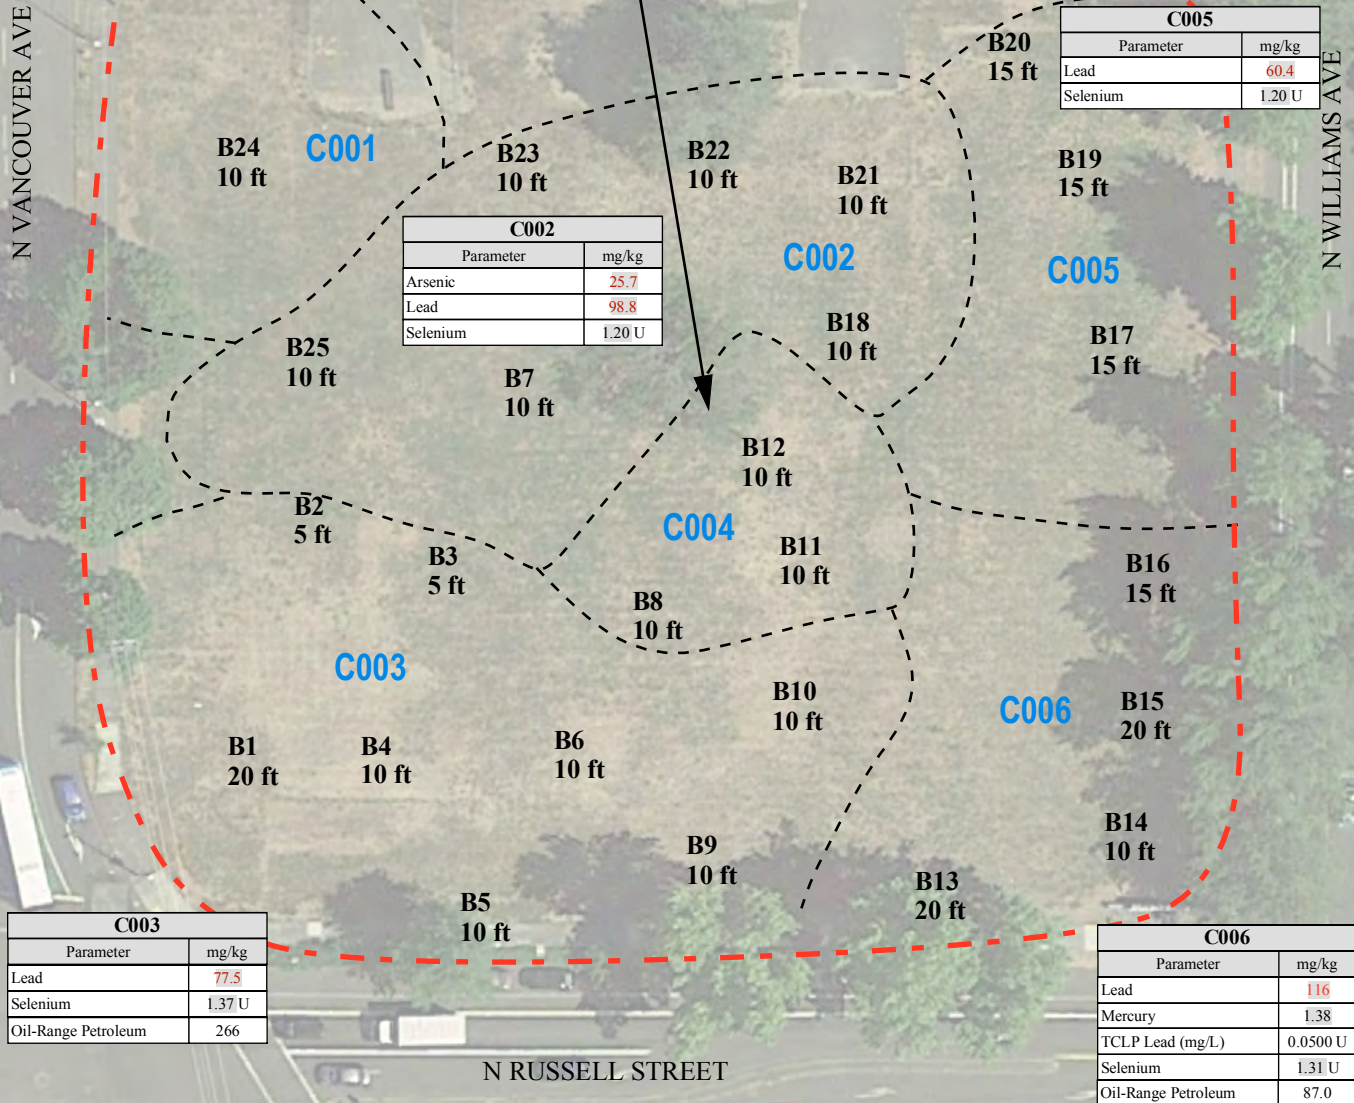 C005
Parameter mg/kg
Lead 60.4
Selenium 1.20 U
N VANCOUVER AVE
N WILLIAMS AVE
B20
15 ft
B24
10 ft
C001
B23
10 ft
B22
10 ft
B21
10 ft
B19
15 ft
C002
Parameter mg/kg
Arsenic 25.7
Lead 98.8
Selenium 1.20 U
C002
C005
B25
10 ft
B7
10 ft
B18
10 ft
B17
15 ft
B12
10 ft
B2
5 ft
B3
5 ft
C004
B11
10 ft
B8
10 ft
B16
15 ft
C003
B10
10 ft
C006
B15
20 ft
B1
20 ft
B4
10 ft
B6
10 ft
B14
10 ft
B9
10 ft
B13
20 ft
B5
10 ft
C003
Parameter mg/kg
Lead 77.5
Selenium 1.37 U
Oil-Range Petroleum 266
C006
Parameter mg/kg
Lead 116
Mercury 1.38
TCLP Lead (mg/L) 0.0500 U
Selenium 1.31 U
Oil-Range Petroleum 87.0
N RUSSELL STREET